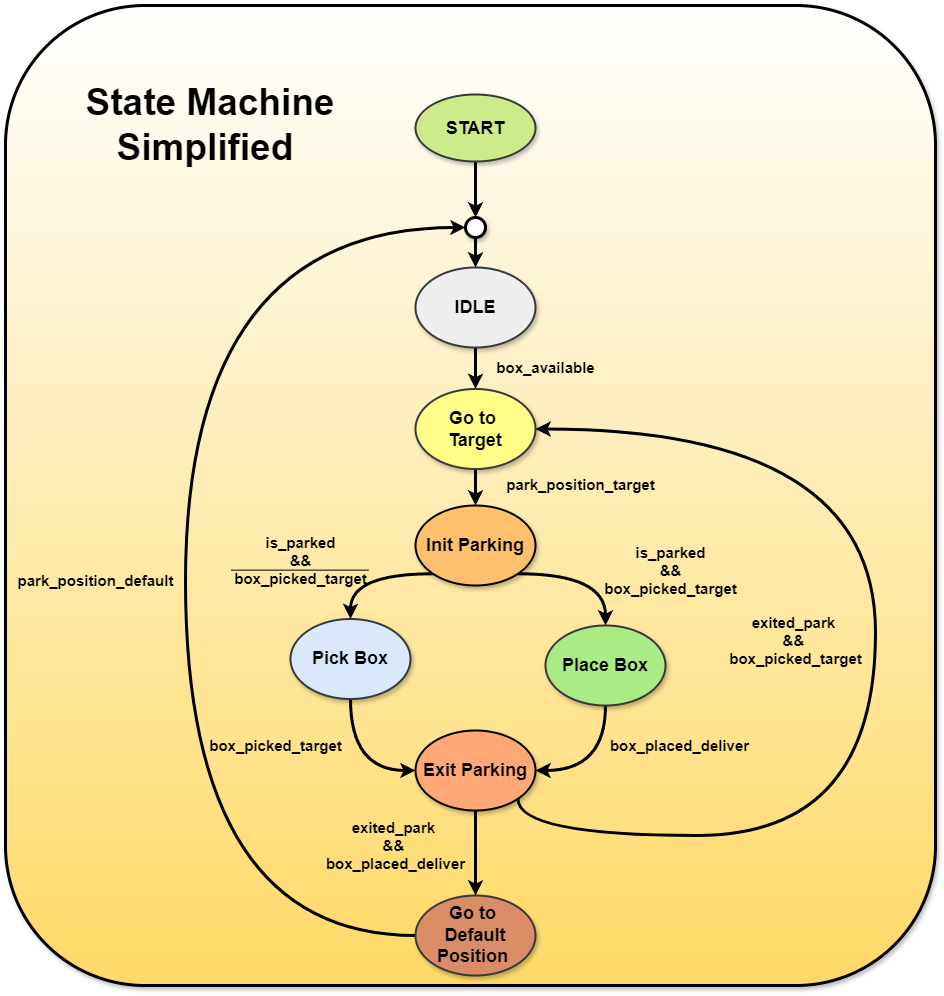 State Machine
Simplified
START
IDLE
box_available
Go to
Target
park_position_target
Init Parking
is_parked
&&
box_picked_target
is_parked
&&
box_picked_target
park_position_default
Pick Box
Place Box
exited_park
&&
box_picked_target
box_picked_target
box_placed_deliver
Exit Parking
exited_park
&&
box_placed_deliver
Go to
Default
Position